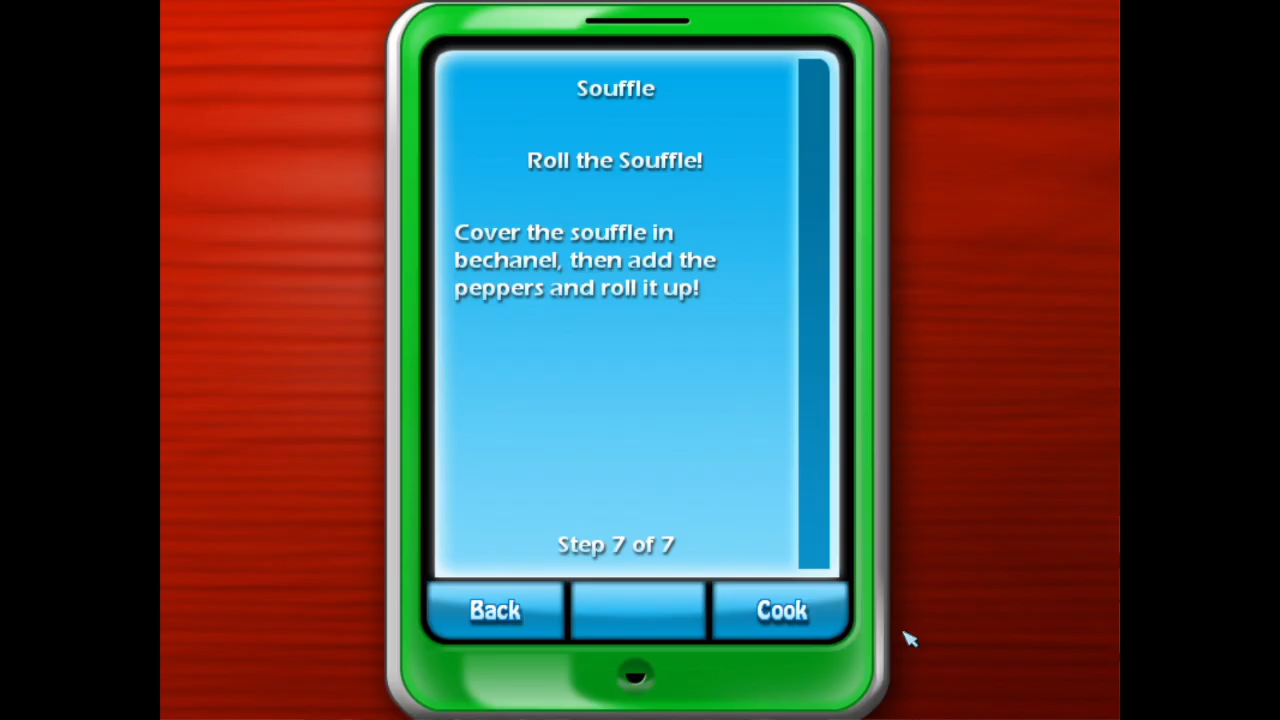 Souffle
Roll the Souffle!
Cover the souffle in
bechanel, then add the
peppers and roll it up!
Step 7 of 7
Back
Cook